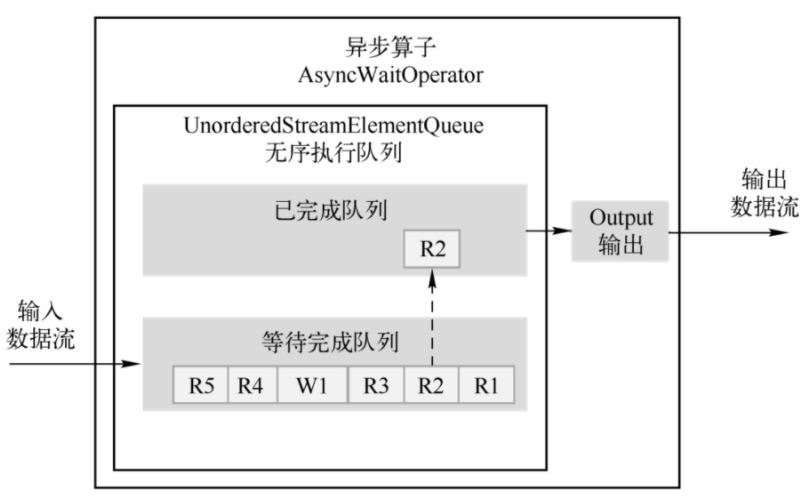 异步算子
AsyncWaitOperator
UnorderedStreamElementQueue
无序执行队列
已完成队列
R2
输入
数据流
等待完成队列
R5 R4 W1 R3 R2 R1
Output
输出
输出
数据流